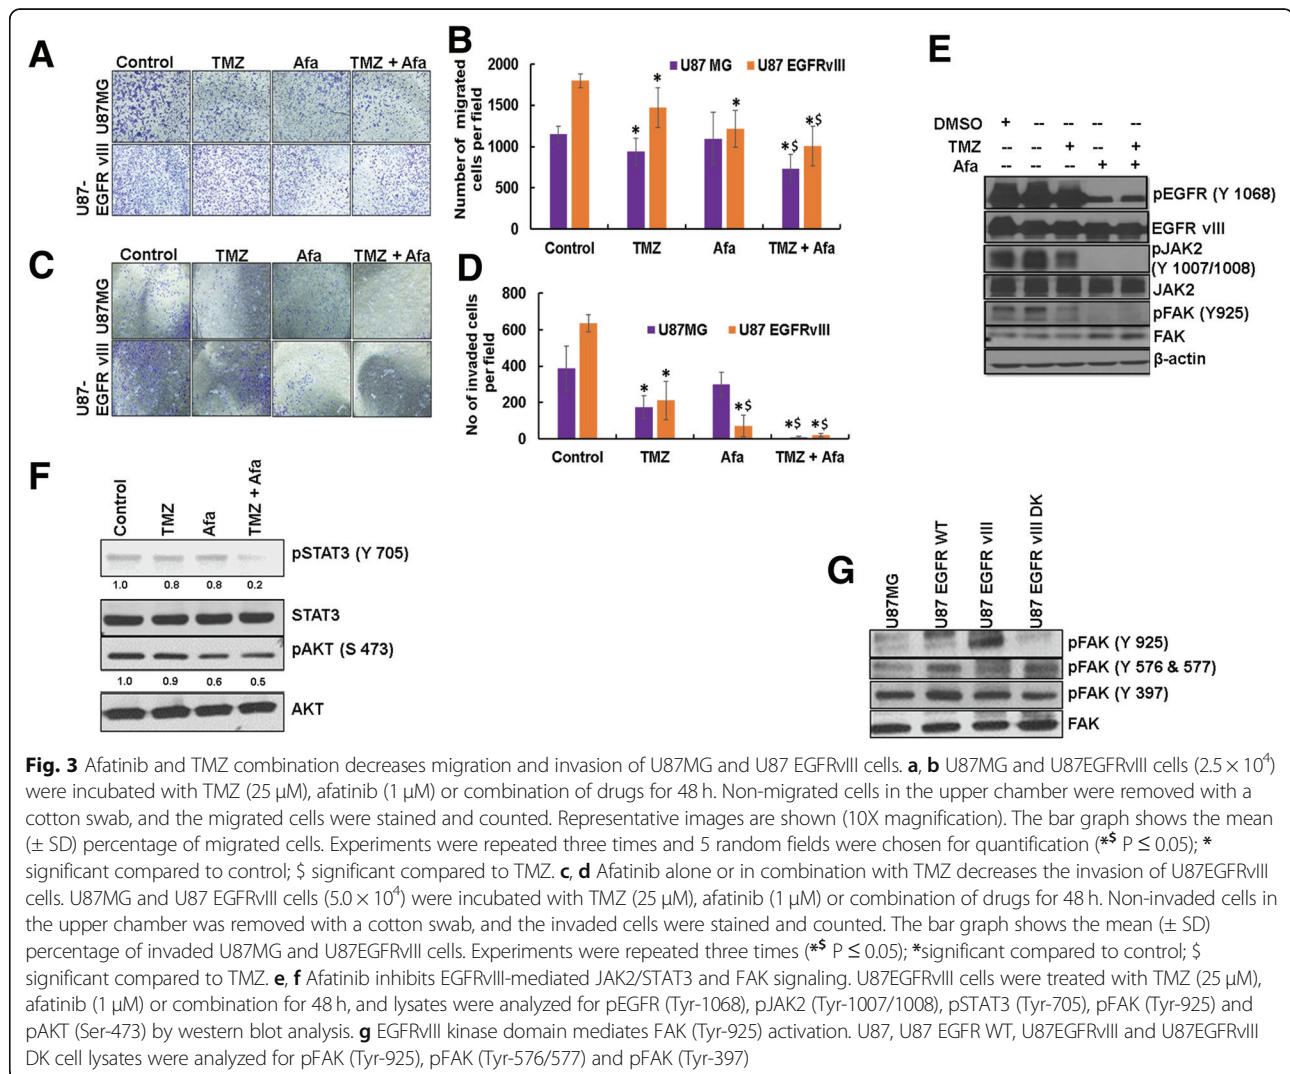 A
Control TMZ Afa TMZ + Afa
U87MG
U87-
EGFR vIII
B
U87 MG U87 EGFRvIII
Number of migrated
cells per field
2000
1500
1000
500
0
* * * *$ *$
Control TMZ Afa TMZ + Afa
C
Control TMZ Afa TMZ + Afa
U87MG
U87-
EGFR vIII
D
U87MG U87 EGFRvIII
No of invaded cells
per field
800
600
400
200
0
* * *$ *$ *$
Control TMZ Afa TMZ + Afa
E
DMSO + -- -- -- --
TMZ -- -- + -- +
Afa -- -- -- + +
pEGFR (Y 1068)
EGFR vIII
pJAK2
(Y 1007/1008)
JAK2
pFAK (Y925)
FAK
β-actin
F
Control TMZ Afa TMZ + Afa
pSTAT3 (Y 705)
1.0 0.8 0.8 0.2
STAT3
pAKT (S 473)
1.0 0.9 0.6 0.5
AKT
G
U87MG U87 EGFR WT U87 EGFR vIII U87 EGFR vIII DK
pFAK (Y 925)
pFAK (Y 576 & 577)
pFAK (Y 397)
FAK
Fig. 3 Afatinib and TMZ combination decreases migration and invasion of U87MG and U87 EGFRvIII cells. a, b U87MG and U87EGFRvIII cells (2.5 × 10⁴)
were incubated with TMZ (25 μM), afatinib (1 μM) or combination of drugs for 48 h. Non-migrated cells in the upper chamber were removed with a
cotton swab, and the migrated cells were stained and counted. Representative images are shown (10X magnification). The bar graph shows the mean
(± SD) percentage of migrated cells. Experiments were repeated three times and 5 random fields were chosen for quantification (*$ P ≤ 0.05); *
significant compared to control; $ significant compared to TMZ. c, d Afatinib alone or in combination with TMZ decreases the invasion of U87EGFRvIII
cells. U87MG and U87 EGFRvIII cells (5.0 × 10⁴) were incubated with TMZ (25 μM), afatinib (1 μM) or combination of drugs for 48 h. Non-invaded cells in
the upper chamber was removed with a cotton swab, and the invaded cells were stained and counted. The bar graph shows the mean (± SD)
percentage of invaded U87MG and U87EGFRvIII cells. Experiments were repeated three times (*$ P ≤ 0.05); *significant compared to control; $
significant compared to TMZ. e, f Afatinib inhibits EGFRvIII-mediated JAK2/STAT3 and FAK signaling. U87EGFRvIII cells were treated with TMZ (25 μM),
afatinib (1 μM) or combination for 48 h, and lysates were analyzed for pEGFR (Tyr-1068), pJAK2 (Tyr-1007/1008), pSTAT3 (Tyr-705), pFAK (Tyr-925) and
pAKT (Ser-473) by western blot analysis. g EGFRvIII kinase domain mediates FAK (Tyr-925) activation. U87, U87 EGFR WT, U87EGFRvIII and U87EGFRvIII
DK cell lysates were analyzed for pFAK (Tyr-925), pFAK (Tyr-576/577) and pFAK (Tyr-397)